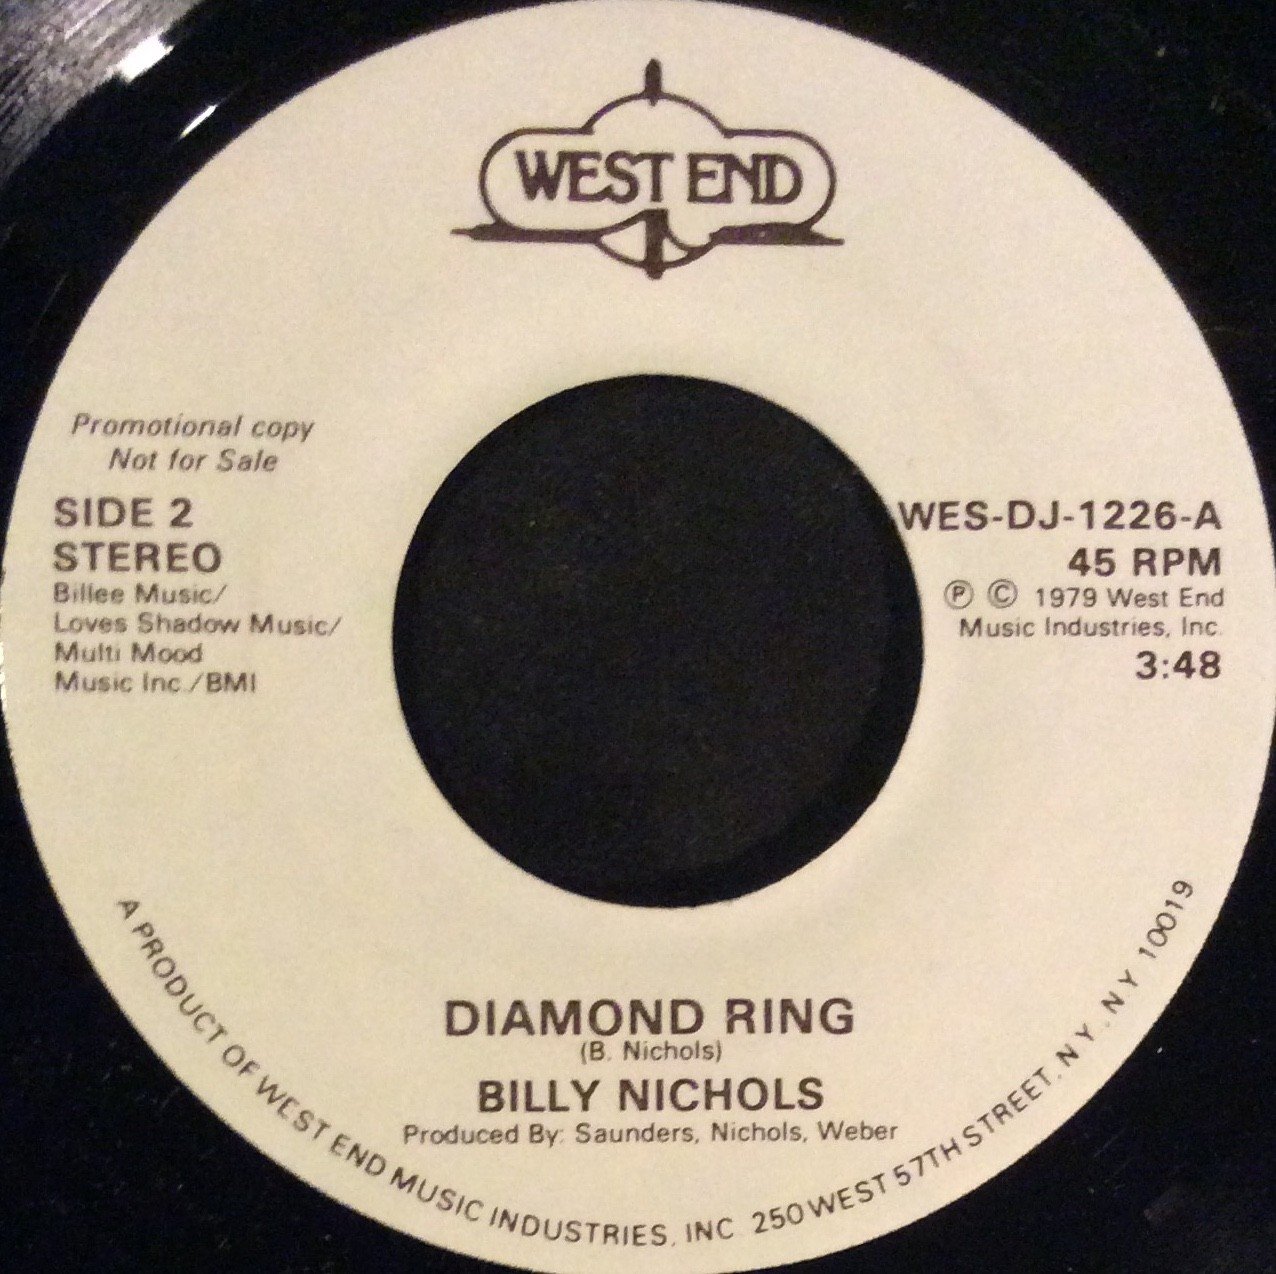 WEST END
Promotional copy
Not for Sale
SIDE 2
STEREO
Billee Music/
Loves Shadow Music/
Multi Mood
Music Inc./BMI
WES-DJ-1226-A
45 RPM
Ⓟ © 1979 West End
Music Industries, Inc.
3:48
DIAMOND RING
(B. Nichols)
BILLY NICHOLS
Produced By: Saunders, Nichols, Weber
A PRODUCT OF WEST END MUSIC INDUSTRIES, INC 250 WEST 57TH STREET, N.Y., N.Y. 10019